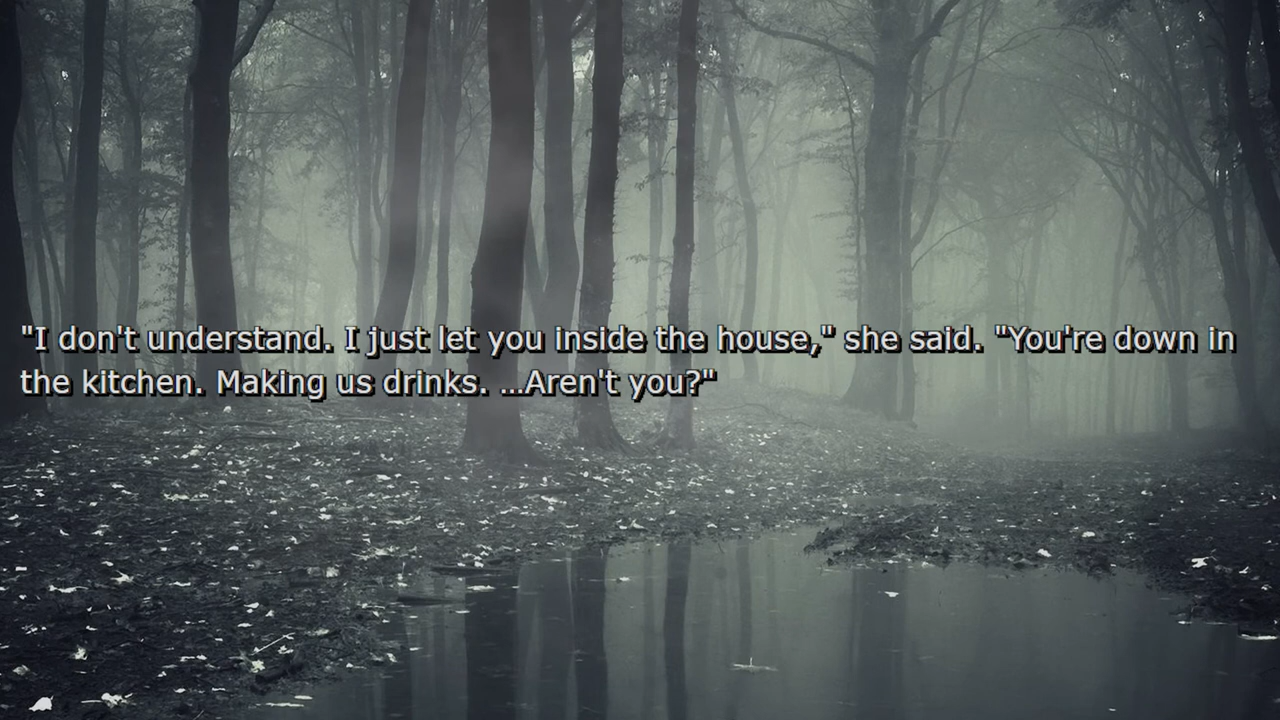 "I don't understand. I just let you inside the house," she said. "You're down in
the kitchen. Making us drinks. ...Aren't you?"